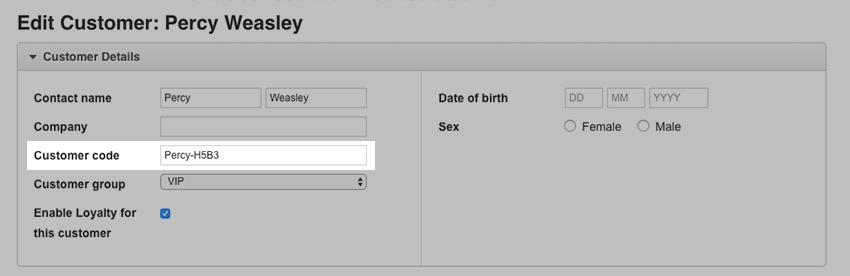 Edit Customer: Percy Weasley
Customer Details
Contact name Percy Weasley
Company
Customer code Percy-H5B3
Customer group VIP
Enable Loyalty for
this customer
Date of birth DD MM YYYY
Sex Female Male